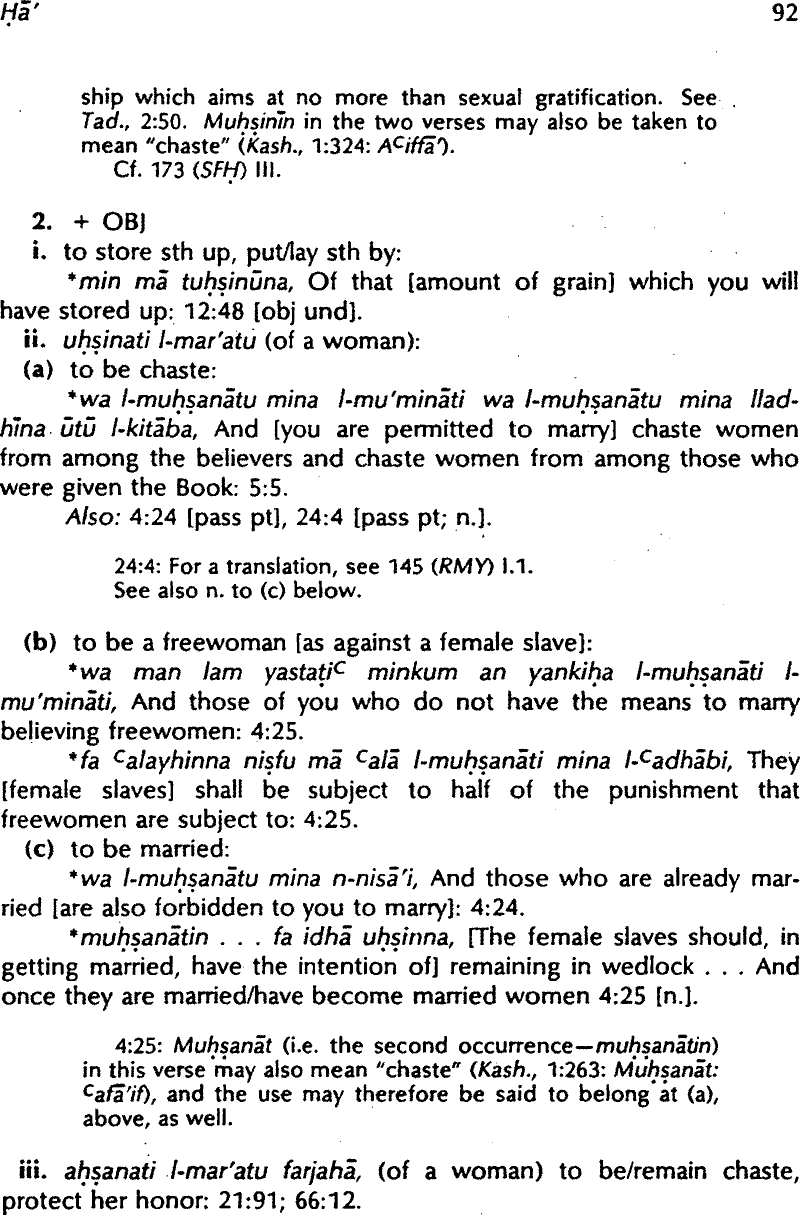 Ḥā' 92
ship which aims at no more than sexual gratification. See
Tad., 2:50. Muḥṣinīn in the two verses may also be taken to
mean "chaste" (Kash., 1:324: Aᶜiffā').
Cf. 173 (SFḤ) III.
2. + OBJ
i. to store sth up, put/lay sth by:
*min mā tuḥṣinūna, Of that [amount of grain] which you will
have stored up: 12:48 [obj und].
ii. uḥṣinati l-mar'atu (of a woman):
(a) to be chaste:
*wa l-muḥṣanātu mina l-mu'mināti wa l-muḥṣanātu mina llad-
hīna ūtū l-kitāba, And [you are permitted to marry] chaste women
from among the believers and chaste women from among those who
were given the Book: 5:5.
Also: 4:24 [pass pt], 24:4 [pass pt; n.].
24:4: For a translation, see 145 (RMY) I.1.
See also n. to (c) below.
(b) to be a freewoman [as against a female slave]:
*wa man lam yastaṭiᶜ minkum an yankiḥa l-muḥṣanāti l-
mu'mināti, And those of you who do not have the means to marry
believing freewomen: 4:25.
*fa ᶜalayhinna niṣfu mā ᶜalā l-muḥṣanāti mina l-ᶜadhābi, They
[female slaves] shall be subject to half of the punishment that
freewomen are subject to: 4:25.
(c) to be married:
*wa l-muḥṣanātu mina n-nisā'i, And those who are already mar-
ried [are also forbidden to you to marry]: 4:24.
*muḥṣanātin . . . fa idhā uḥṣinna, [The female slaves should, in
getting married, have the intention of] remaining in wedlock . . . And
once they are married/have become married women 4:25 [n.].
4:25: Muḥṣanāt (i.e. the second occurrence—muḥṣanātin)
in this verse may also mean "chaste" (Kash., 1:263: Muḥṣanāt:
ᶜafā'if), and the use may therefore be said to belong at (a),
above, as well.
iii. aḥṣanati l-mar'atu farjahā, (of a woman) to be/remain chaste,
protect her honor: 21:91; 66:12.